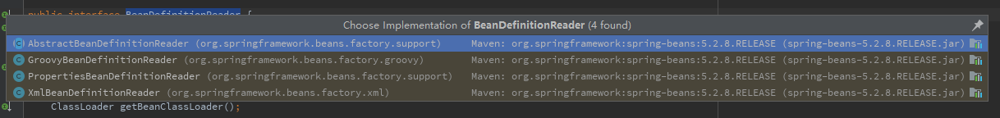 public interface BeanDefinitionReader {
Choose Implementation of BeanDefinitionReader (4 found)
AbstractBeanDefinitionReader (org.springframework.beans.factory.support) Maven: org.springframework:spring-beans:5.2.8.RELEASE (spring-beans-5.2.8.RELEASE.jar)
GroovyBeanDefinitionReader (org.springframework.beans.factory.groovy) Maven: org.springframework:spring-beans:5.2.8.RELEASE (spring-beans-5.2.8.RELEASE.jar)
PropertiesBeanDefinitionReader (org.springframework.beans.factory.support) Maven: org.springframework:spring-beans:5.2.8.RELEASE (spring-beans-5.2.8.RELEASE.jar)
XmlBeanDefinitionReader (org.springframework.beans.factory.xml) Maven: org.springframework:spring-beans:5.2.8.RELEASE (spring-beans-5.2.8.RELEASE.jar)
ClassLoader getBeanClassLoader();